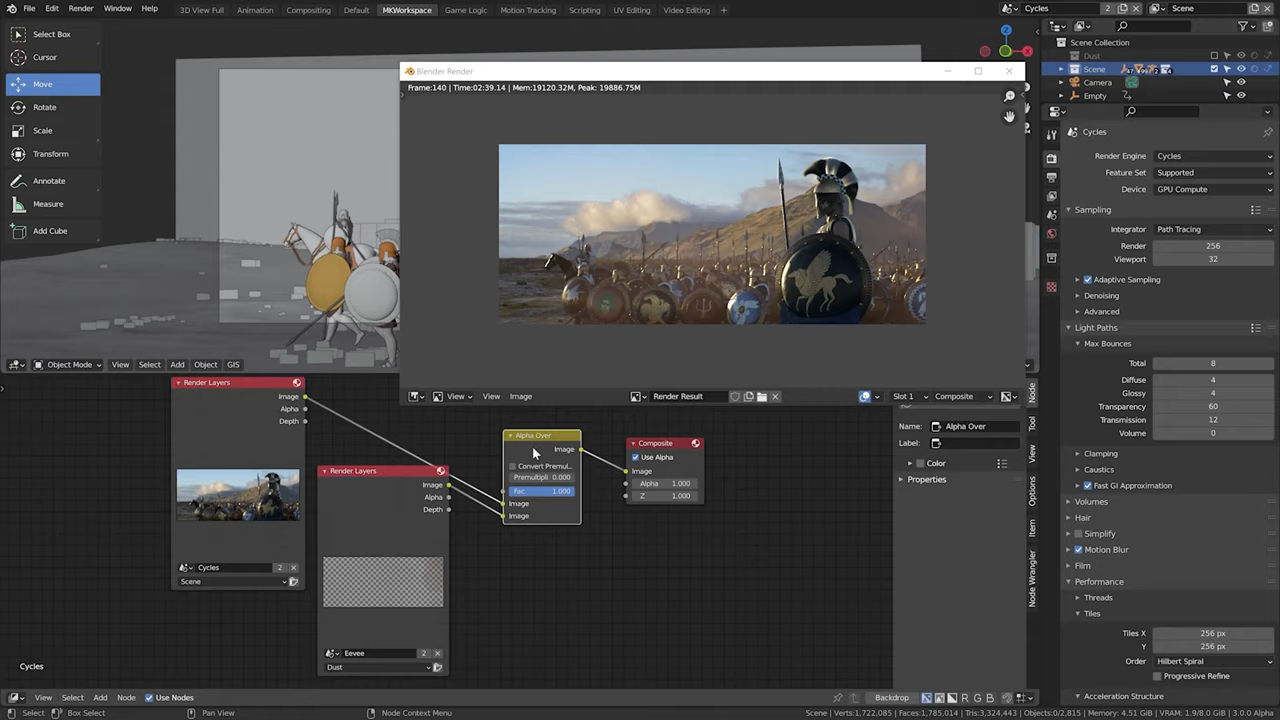 File Edit Render Window Help 3D View Full Animation Compositing Default MKWorkspace Game Logic Motion Tracking Scripting UV Editing Video Editing + Cycles 2 Scene
Select Box
Cursor
Move
Rotate
Scale
Transform
Annotate
Measure
Add Cube
Object Mode View Select Add Object GIS
Blender Render
Frame:140 | Time:02:39.14 | Mem:19120.32M, Peak: 19886.75M
View View Image Render Result Slot 1 Composite
Scene Collection
Dust
Scene
Camera
Empty
Cycles
Render Engine Cycles
Feature Set Supported
Device GPU Compute
Sampling
Integrator Path Tracing
Render 256
Viewport 32
Adaptive Sampling
Denoising
Advanced
Light Paths
Max Bounces
Total 8
Diffuse 4
Glossy 4
Transparency 60
Transmission 12
Volume 0
Clamping
Caustics
Fast GI Approximation
Volumes
Hair
Simplify
Motion Blur
Film
Performance
Threads
Tiles
Tiles X 256 px
Y 256 px
Order Hilbert Spiral
Progressive Refine
Acceleration Structure
Render Layers
Image
Alpha
Depth
Cycles 2
Scene
Render Layers
Image
Alpha
Depth
Eevee 2
Dust
Alpha Over
Image
Convert Premul...
Premultipli 0.000
Fac 1.000
Image
Image
Composite
Use Alpha
Image
Alpha 1.000
Z 1.000
Name: Alpha Over
Label:
Color
Properties
Node
Tool
View
Options
Item
Node Wrangler
Cycles
View Select Add Node Use Nodes Backdrop R G B
Select Box Select Pan View Node Context Menu Scene | Verts:1,722,085 | Faces:1,785,014 | Tris:3,324,443 | Objects:0/2,815 | Memory: 4.51 GiB | VRAM: 1.9/8.0 GiB | 3.0.0 Alpha